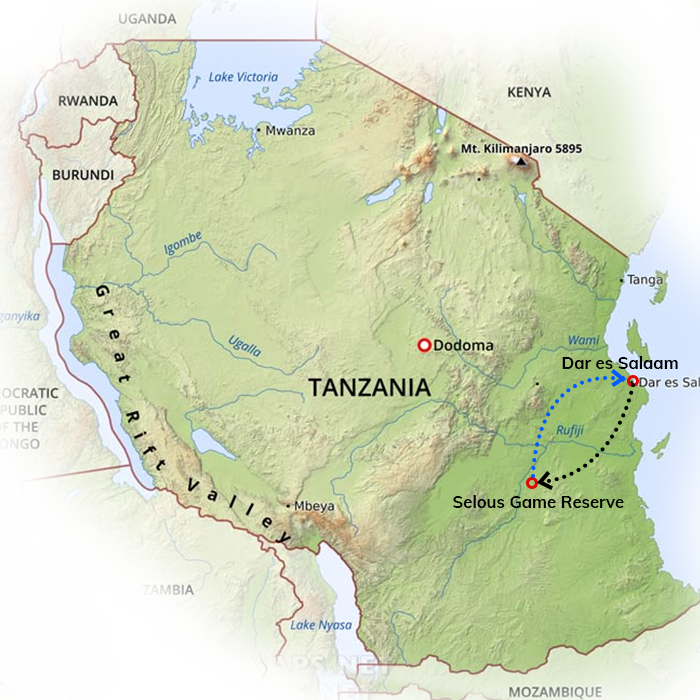 UGANDA
Lake Victoria
KENYA
RWANDA
Mwanza
Mt. Kilimanjaro 5895
BURUNDI
Igombe
Tanga
Great Rift Valley
ganyika
Ugalla
Wami
Dodoma
Dar es Salaam
TANZANIA
Dar es Sal
OCRATIC
PUBLIC
F THE
ONGO
Rufiji
Selous Game Reserve
Mbeya
ZAMBIA
Lake Nyasa
MOZAMBIQUE